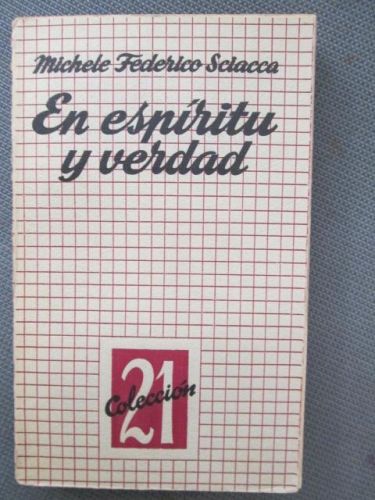 Michele Federico Sciacca
En espíritu
y verdad
21
Colección